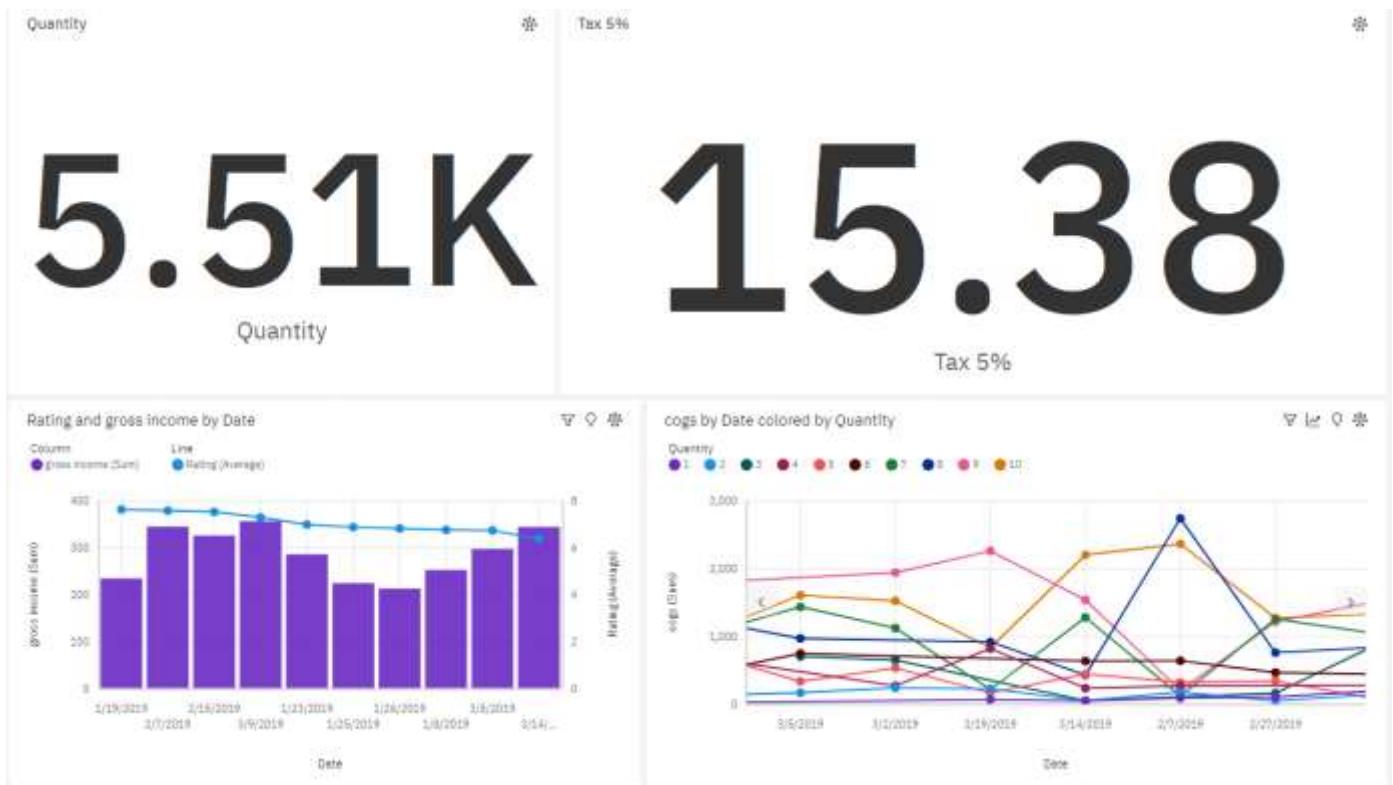 Quantity
Tax 5%
5.51K
Quantity
15.38
Tax 5%
Rating and gross income by Date
Column
Line
gross income (Sum)
Rating (Average)
400
300
200
100
0
8
6
4
2
0
gross income (Sum)
Rating (Average)
1/19/2019
2/7/2019
2/15/2019
3/9/2019
1/23/2019
1/25/2019
1/26/2019
1/8/2019
3/14/...
Date
cogs by Date colored by Quantity
Quantity
1 2 3 4 5 6 7 8 9 10
3,000
2,000
1,000
0
cogs (Sum)
3/5/2019
3/2/2019
3/19/2019
3/14/2019
2/7/2019
2/27/2019
Date